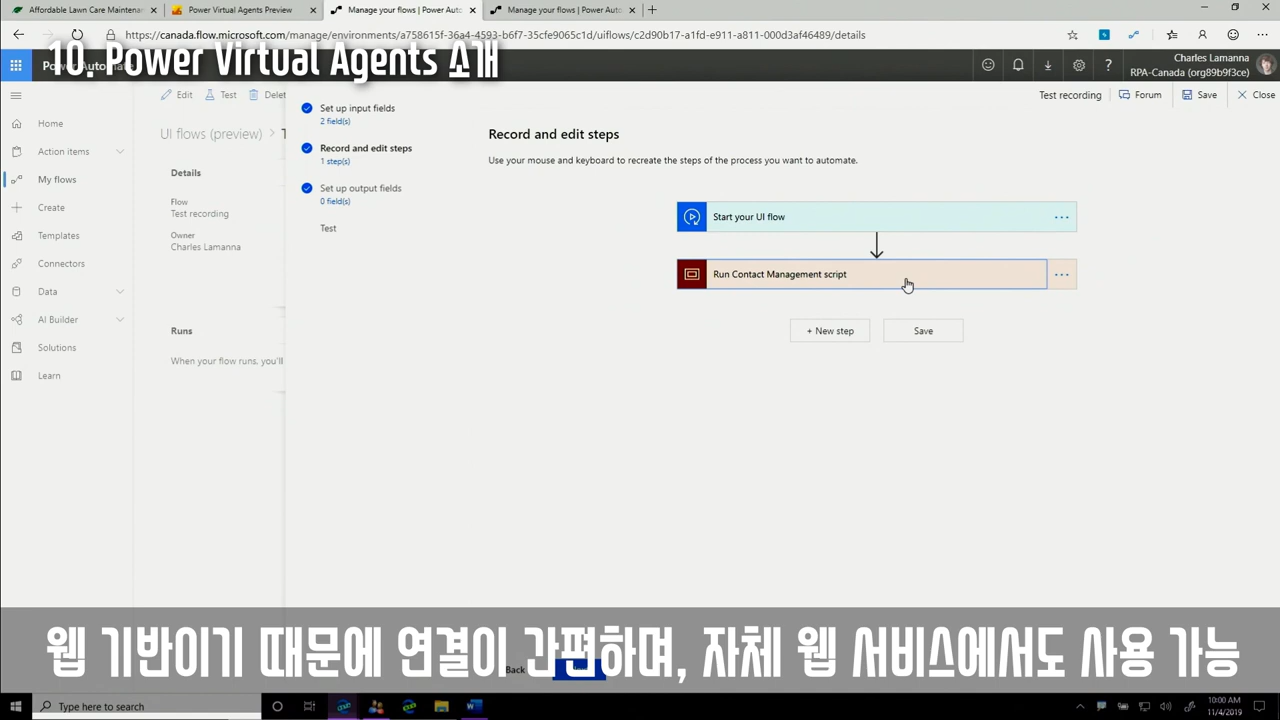 Affordable Lawn Care Maintenan
Power Virtual Agents Preview
Manage your flows | Power Auto
Manage your flows | Power Auto
https://canada.flow.microsoft.com/manage/environments/a758615f-36a4-4593-b6f7-35cfe9065c1d/uiflows/c2d90b17-a1fd-e911-a811-000d3af46489/details
10. Power Virtual Agents 소개
Charles Lamanna
RPA-Canada (org89b9f3ce)
Edit
Test
Delet
Test recording
Forum
Save
Close
Home
Action items
My flows
Create
Templates
Connectors
Data
AI Builder
Solutions
Learn
UI flows (preview) > T
Details
Flow
Test recording
Owner
Charles Lamanna
Runs
When your flow runs, you'll
Set up input fields
2 field(s)
Record and edit steps
1 step(s)
Set up output fields
0 field(s)
Test
Record and edit steps
Use your mouse and keyboard to recreate the steps of the process you want to automate.
Start your UI flow
Run Contact Management script
+ New step
Save
웹 기반이기 때문에 연결이 간편하며, 자체 웹 서비스에서도 사용 가능
Back
Type here to search
10:00 AM
11/4/2019